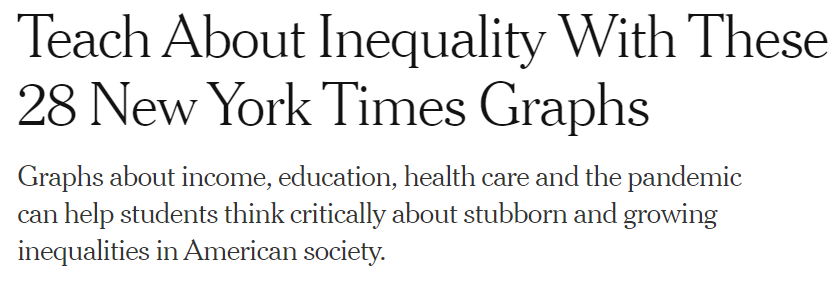 Teach About Inequality With These
28 New York Times Graphs
Graphs about income, education, health care and the pandemic
can help students think critically about stubborn and growing
inequalities in American society.